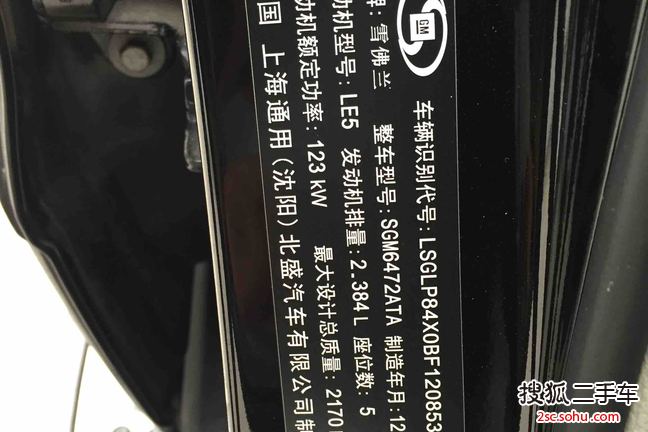 GM
车辆识别代号: LSGLP84X0BF120853
牌: 雪佛兰 整车型号: SGM6472ATA 制造年月: 12
动机型号: LE5 发动机排量: 2.384L 座位数: 5
动机额定功率: 123 kW 最大设计总质量: 2170
国 上海通用(沈阳)北盛汽车有限公司制
搜狐二手车
2sc.sohu.com